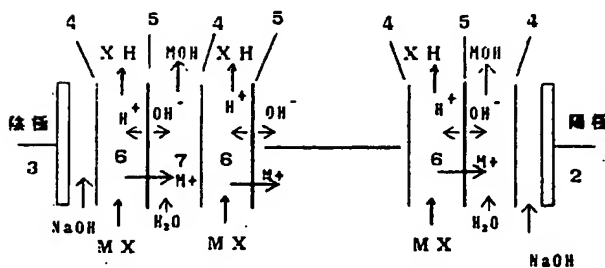 4 5 4 5 4 5 4
XH MOH XH XH MOH
H+ OH- H+ OH- H+ OH-
陰極 陽極
3 6 7 M+ 6 M+ 6 M+ 2
NaOH H₂O H₂O NaOH
MX MX MX